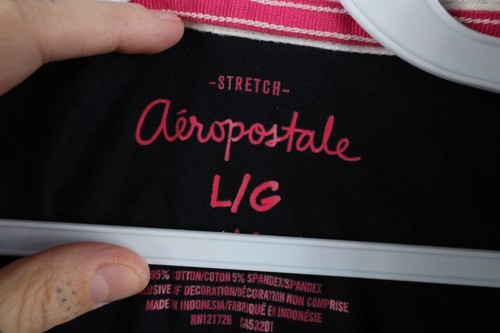 -STRETCH-
aéropostale
L/G
95% COTTON/COTON 5% SPANDEX/SPANDEX
EXCLUSIVE OF DECORATION/DECORATION NON COMPRISE
MADE IN INDONESIA/FABRIQUÉ EN INDONÉSIE
RN121726 CA53201